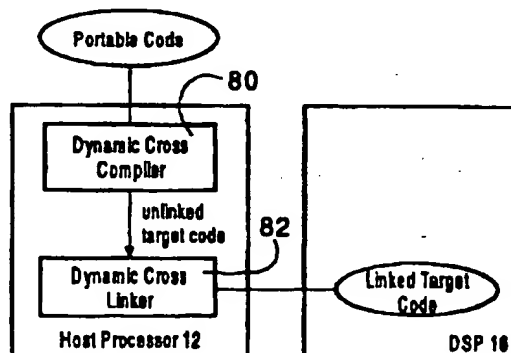 Portable Code
80
Dynamic Cross
Compiler
unlinked
target code
82
Dynamic Cross
Linker
Linked Target
Code
Host Processor 12
DSP 16